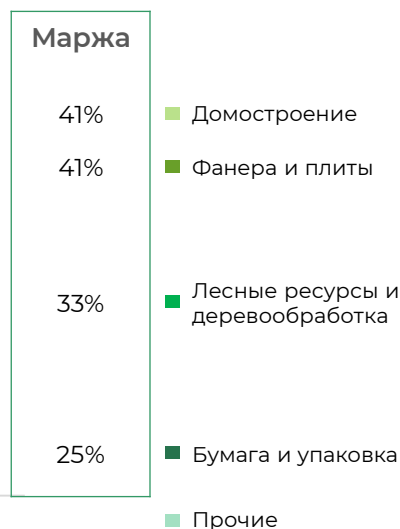 Маржа
41% Домостроение
41% Фанера и плиты
33% Лесные ресурсы и
деревообработка
25% Бумага и упаковка
Прочие